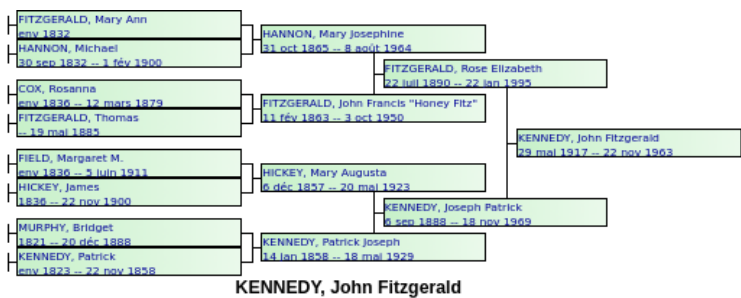 FITZGERALD, Mary Ann
env 1832
HANNON, Michael
30 sep 1832 -- 1 fév 1900
COX, Rosanna
env 1836 -- 12 mars 1879
FITZGERALD, Thomas
-- 19 mai 1885
FIELD, Margaret M.
env 1836 -- 5 juin 1911
HICKEY, James
1836 -- 22 nov 1900
MURPHY, Bridget
1821 -- 20 déc 1888
KENNEDY, Patrick
env 1823 -- 22 nov 1858
HANNON, Mary Josephine
31 oct 1865 -- 8 août 1964
FITZGERALD, John Francis "Honey Fitz"
11 fév 1863 -- 3 oct 1950
HICKEY, Mary Augusta
6 déc 1857 -- 20 mai 1923
KENNEDY, Patrick Joseph
14 jan 1858 -- 18 mai 1929
FITZGERALD, Rose Elizabeth
22 juil 1890 -- 22 jan 1995
KENNEDY, Joseph Patrick
6 sep 1888 -- 18 nov 1969
KENNEDY, John Fitzgerald
29 mai 1917 -- 22 nov 1963
KENNEDY, John Fitzgerald